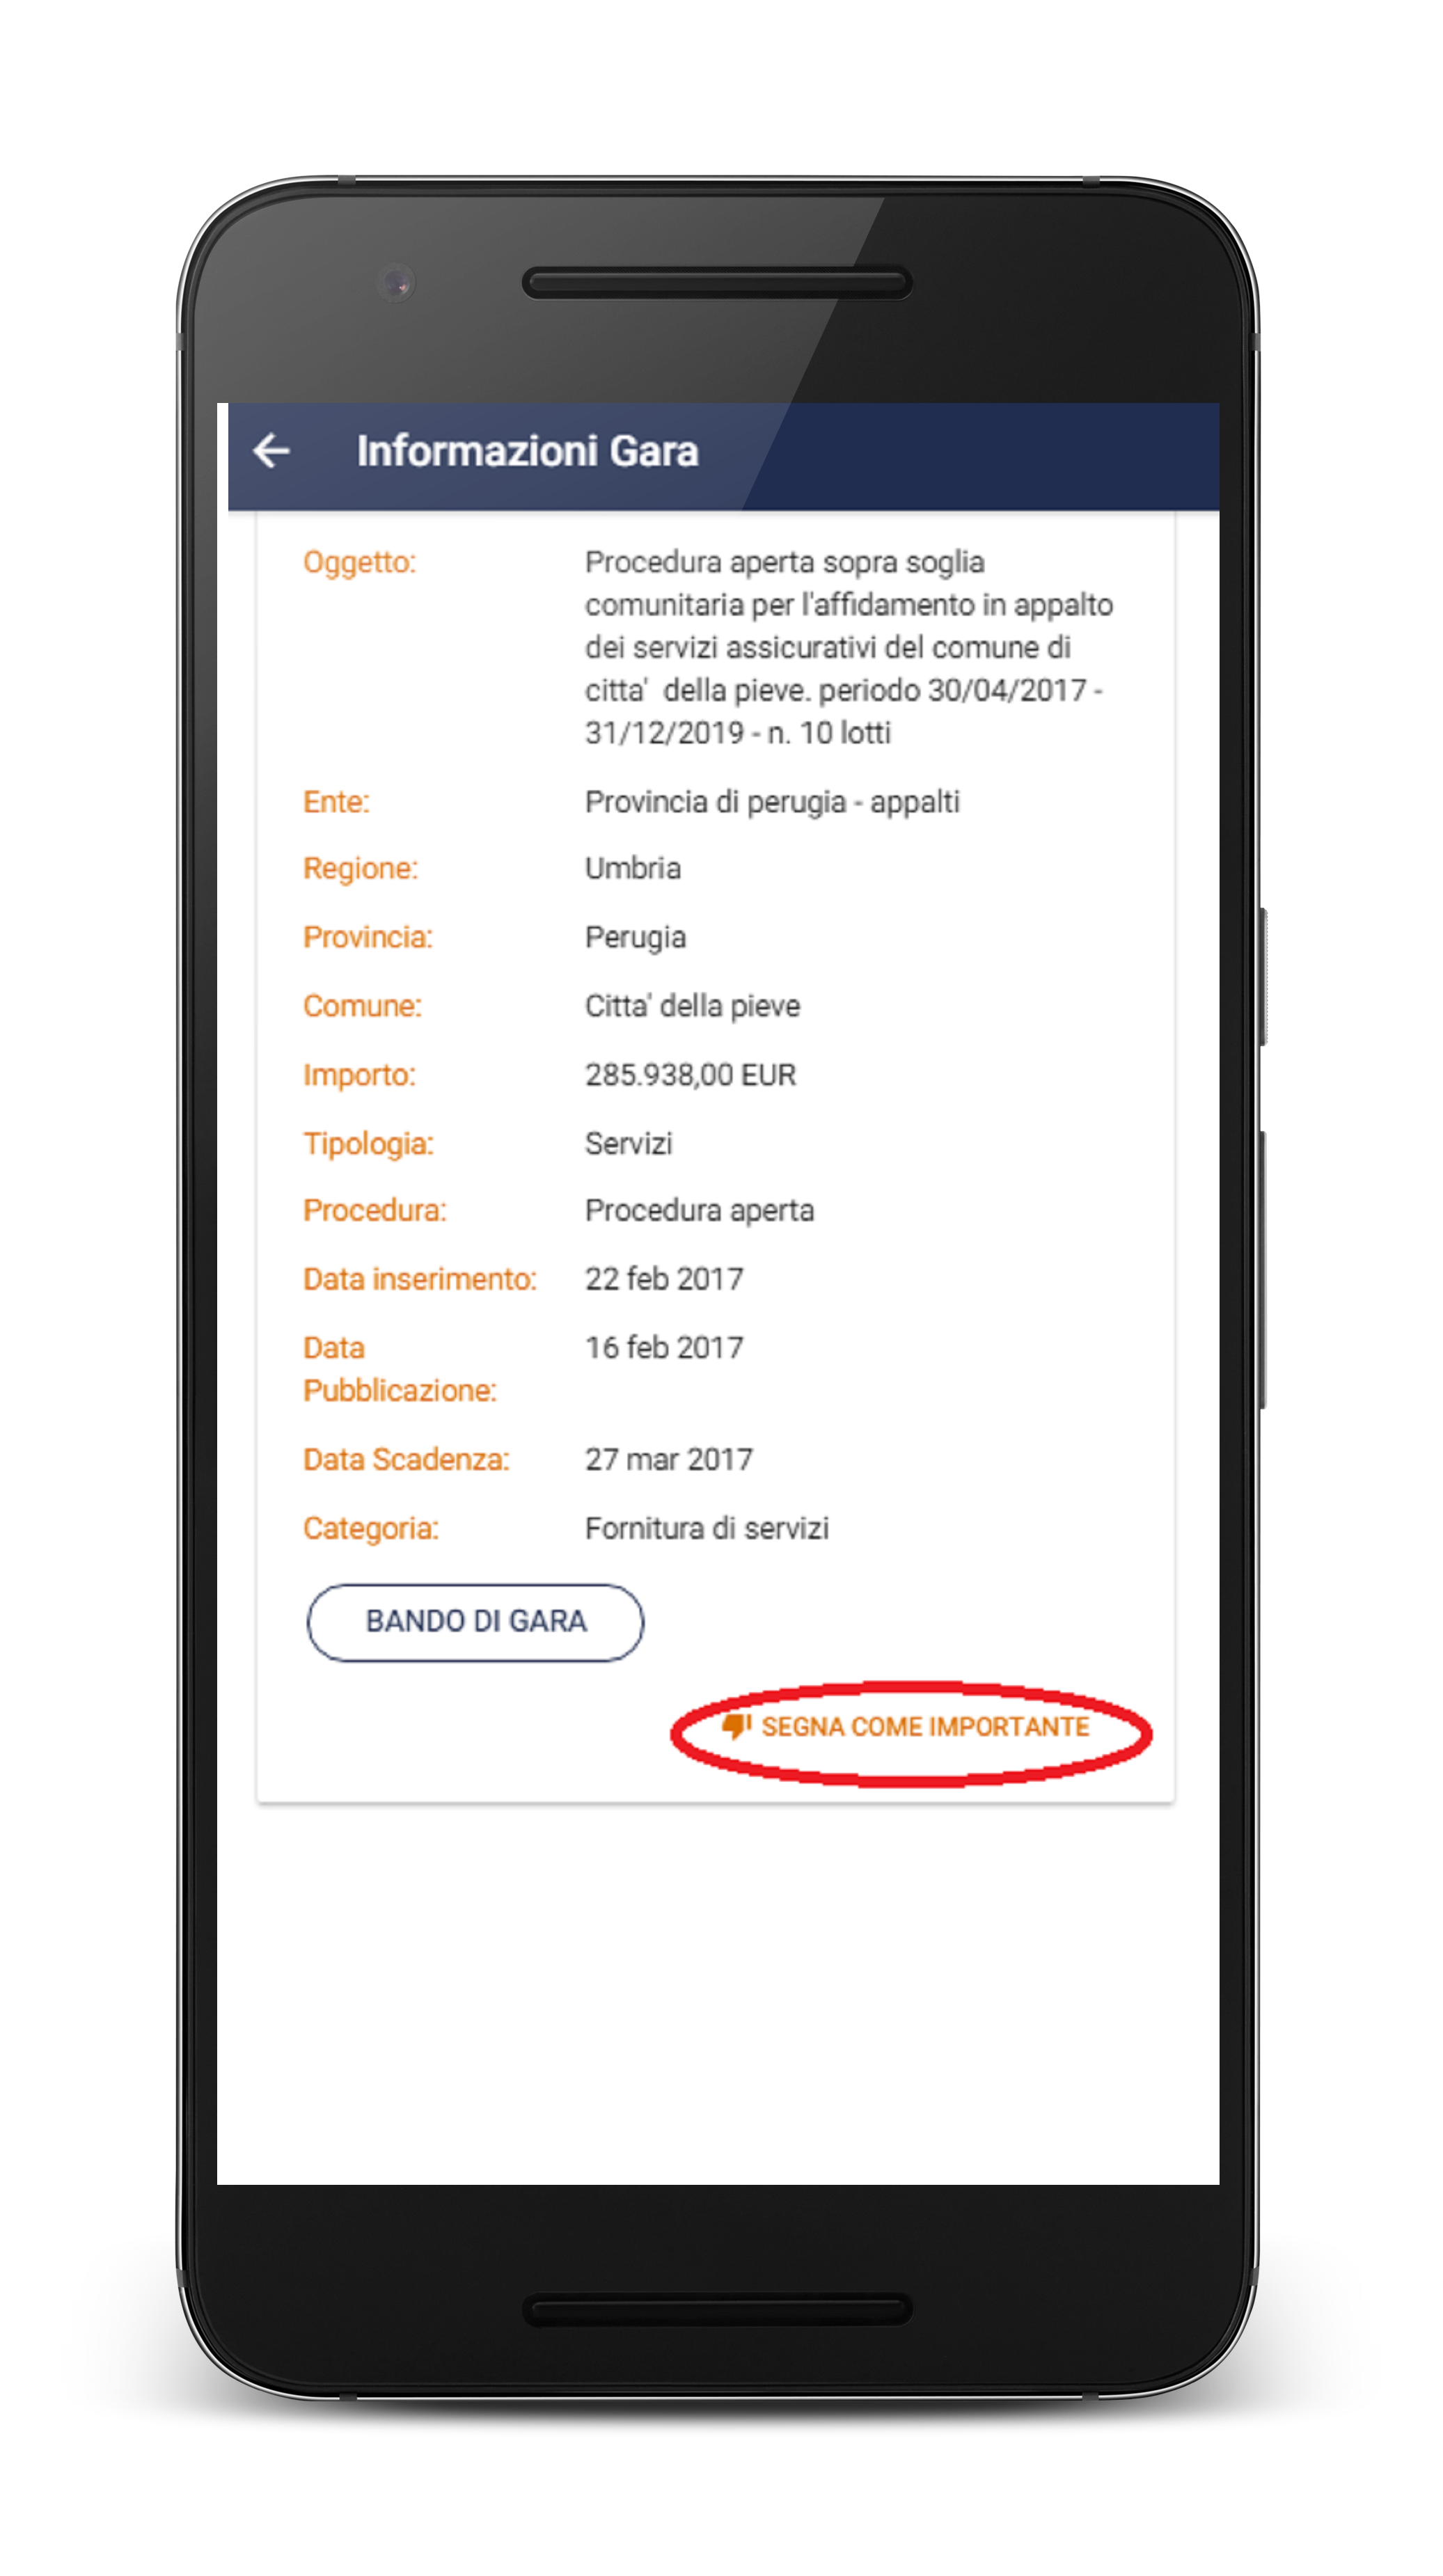 Informazioni Gara
Oggetto: Procedura aperta sopra soglia
comunitaria per l'affidamento in appalto
dei servizi assicurativi del comune di
citta'  della pieve. periodo 30/04/2017 -
31/12/2019 - n. 10 lotti
Ente: Provincia di perugia - appalti
Regione: Umbria
Provincia: Perugia
Comune: Citta' della pieve
Importo: 285.938,00 EUR
Tipologia: Servizi
Procedura: Procedura aperta
Data inserimento: 22 feb 2017
Data 16 feb 2017
Pubblicazione:
Data Scadenza: 27 mar 2017
Categoria: Fornitura di servizi
BANDO DI GARA
SEGNA COME IMPORTANTE